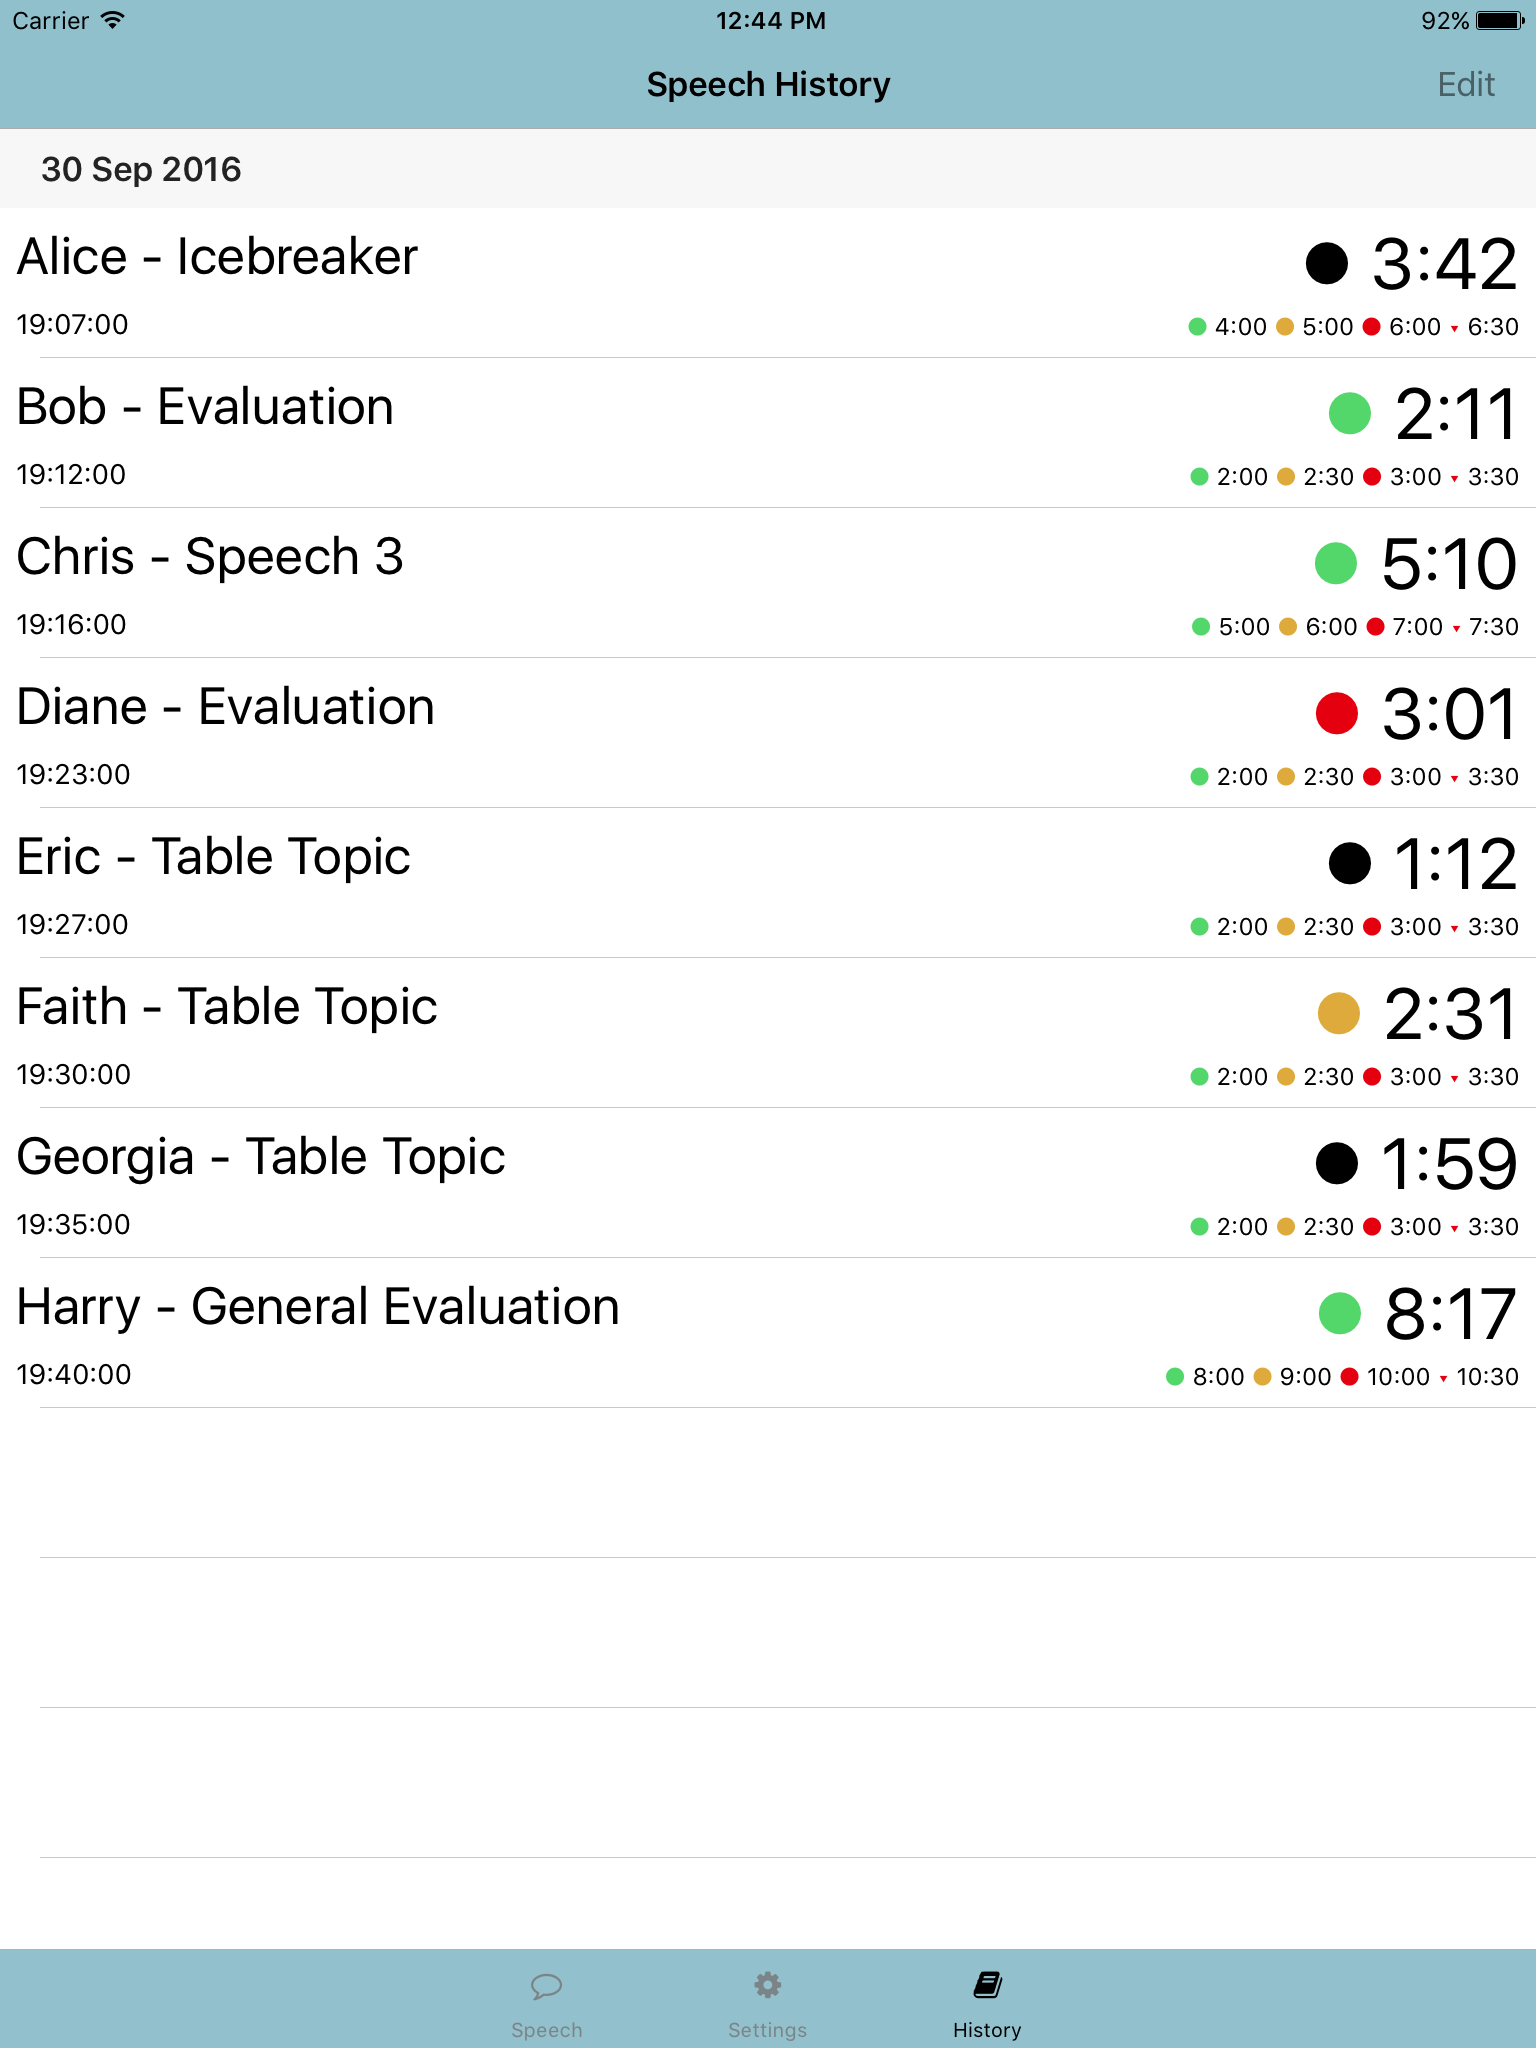 Carrier 12:44 PM 92%
Speech History Edit
30 Sep 2016
Alice - Icebreaker 3:42
19:07:00 4:00 5:00 6:00 6:30
Bob - Evaluation 2:11
19:12:00 2:00 2:30 3:00 3:30
Chris - Speech 3 5:10
19:16:00 5:00 6:00 7:00 7:30
Diane - Evaluation 3:01
19:23:00 2:00 2:30 3:00 3:30
Eric - Table Topic 1:12
19:27:00 2:00 2:30 3:00 3:30
Faith - Table Topic 2:31
19:30:00 2:00 2:30 3:00 3:30
Georgia - Table Topic 1:59
19:35:00 2:00 2:30 3:00 3:30
Harry - General Evaluation 8:17
19:40:00 8:00 9:00 10:00 10:30
Speech Settings History